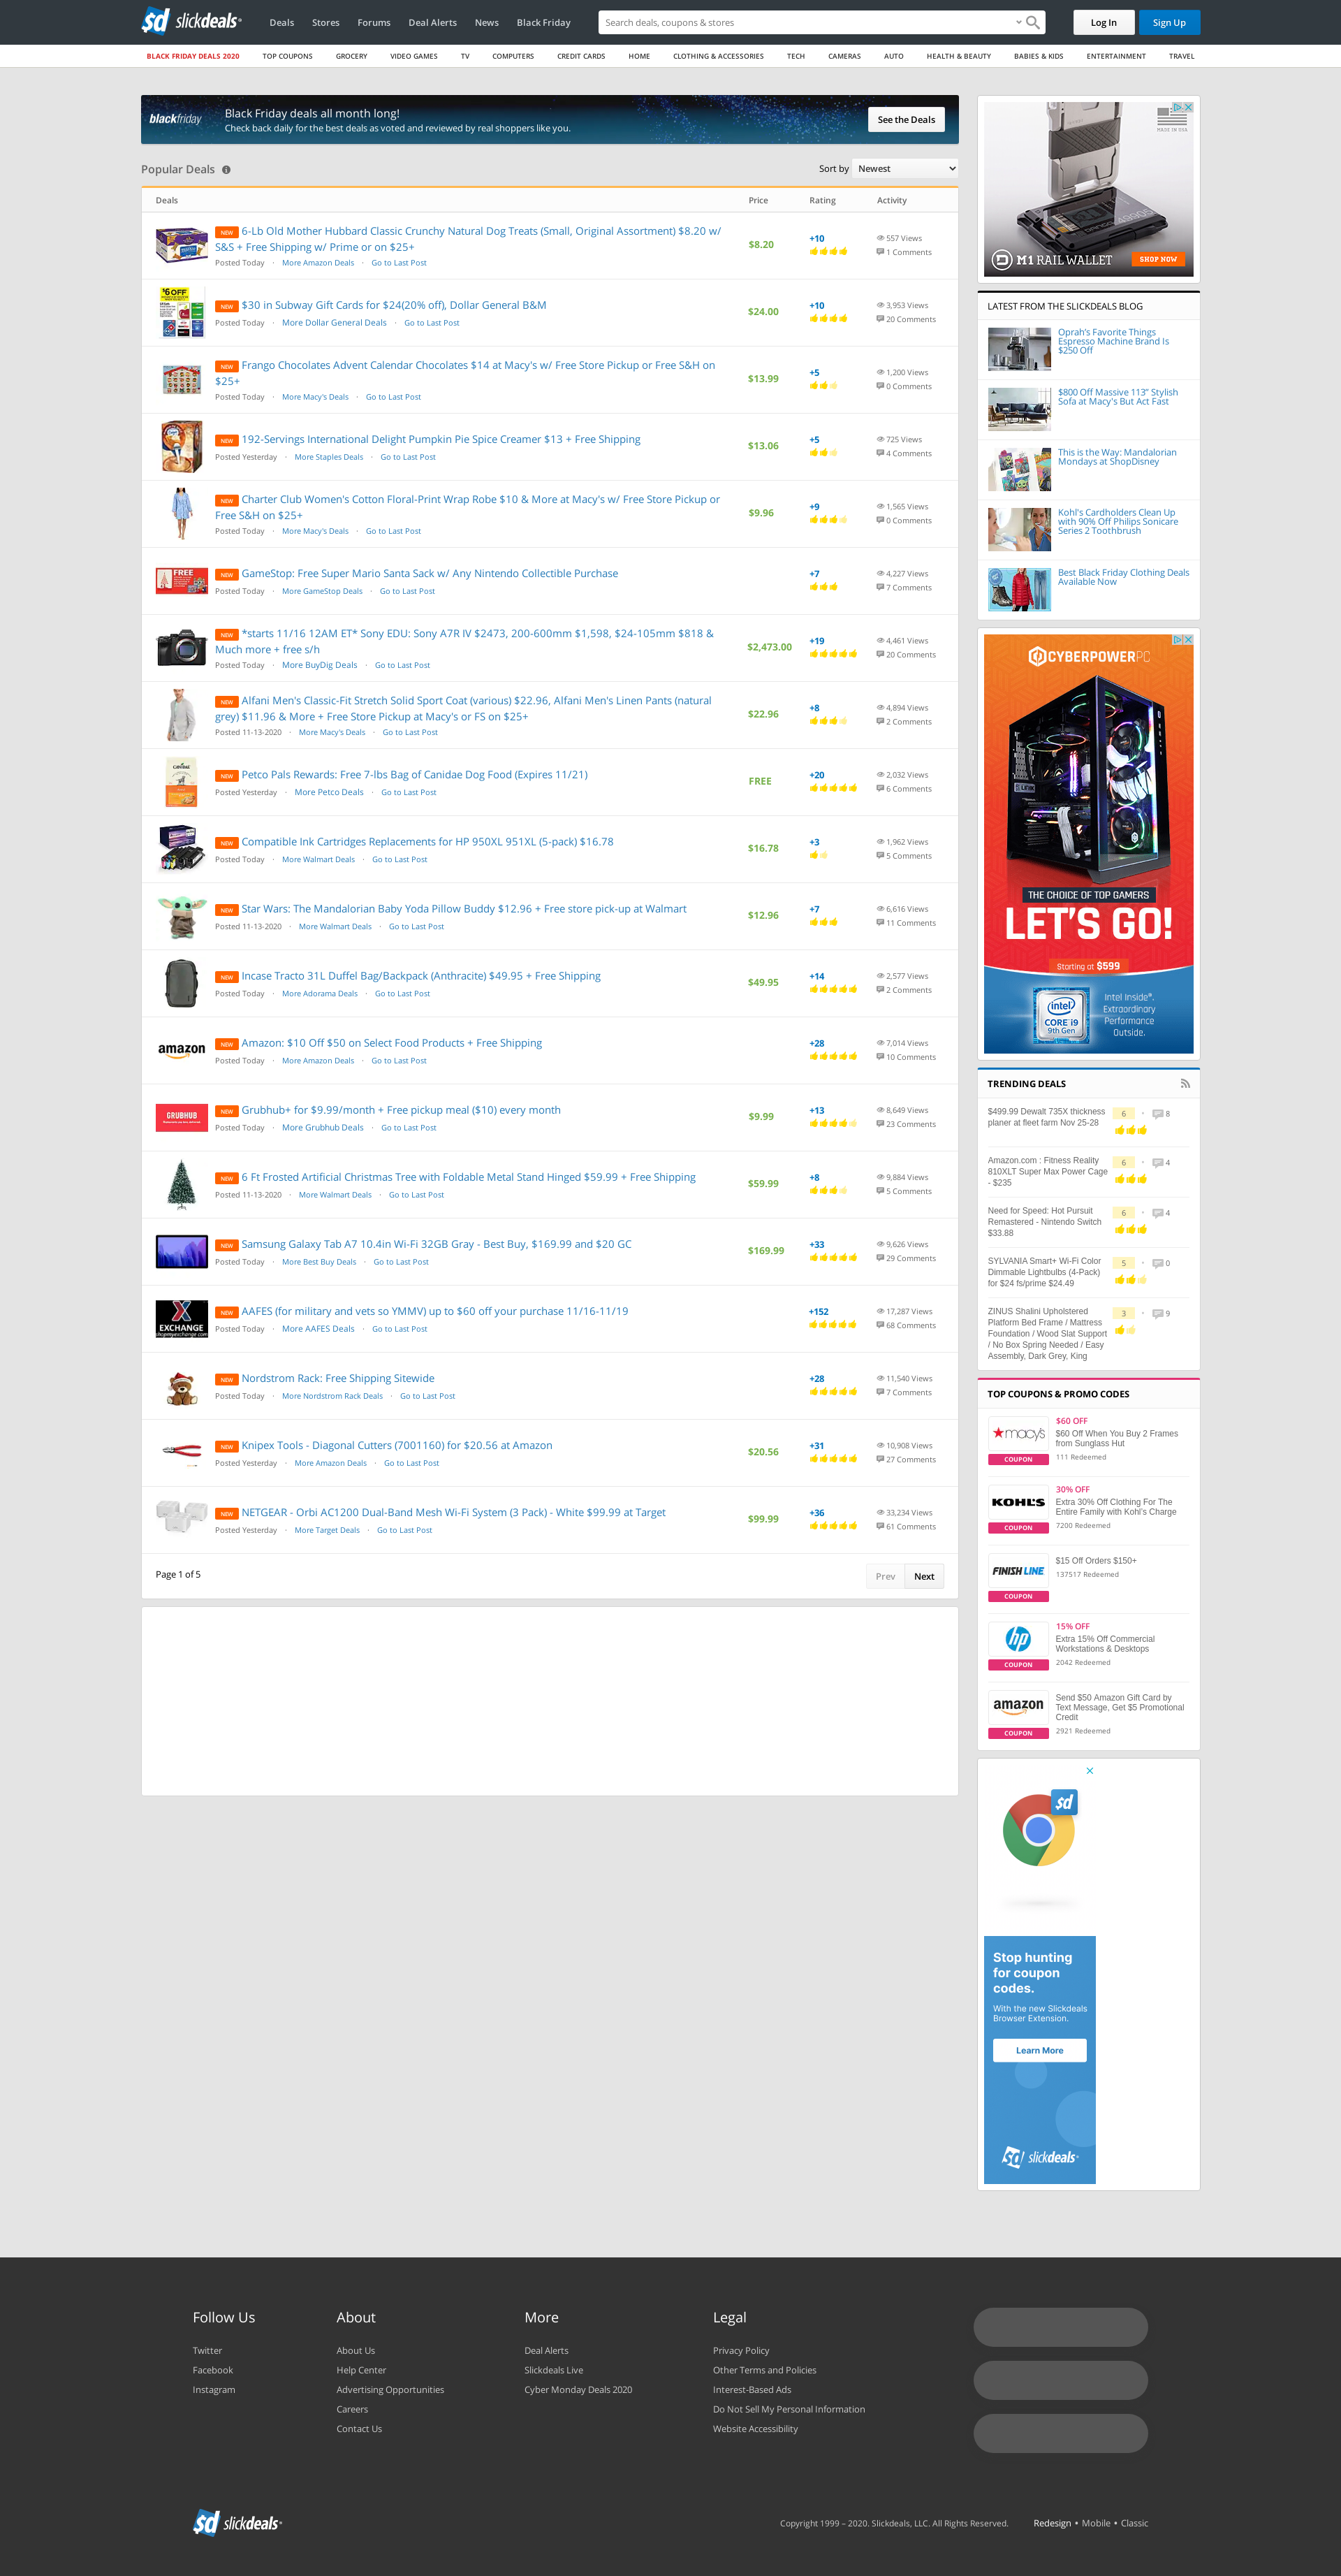 slickdeals
Deals
Stores
Forums
Deal Alerts
News
Black Friday
Search deals, coupons & stores
Log In
Sign Up
BLACK FRIDAY DEALS 2020
TOP COUPONS
GROCERY
VIDEO GAMES
TV
COMPUTERS
CREDIT CARDS
HOME
CLOTHING & ACCESSORIES
TECH
CAMERAS
AUTO
HEALTH & BEAUTY
BABIES & KIDS
ENTERTAINMENT
TRAVEL
blackfriday
Black Friday deals all month long!
Check back daily for the best deals as voted and reviewed by real shoppers like you.
See the Deals
Popular Deals
Sort by Newest
Deals Price Rating Activity
NEW 6-Lb Old Mother Hubbard Classic Crunchy Natural Dog Treats (Small, Original Assortment) $8.20 w/
S&S + Free Shipping w/ Prime or on $25+
Posted Today · More Amazon Deals · Go to Last Post
$8.20
+10
557 Views
1 Comments
$6 OFF
NEW $30 in Subway Gift Cards for $24(20% off), Dollar General B&M
Posted Today · More Dollar General Deals · Go to Last Post
$24.00
+10
3,953 Views
20 Comments
NEW Frango Chocolates Advent Calendar Chocolates $14 at Macy's w/ Free Store Pickup or Free S&H on
$25+
Posted Today · More Macy's Deals · Go to Last Post
$13.99
+5
1,200 Views
0 Comments
NEW 192-Servings International Delight Pumpkin Pie Spice Creamer $13 + Free Shipping
Posted Yesterday · More Staples Deals · Go to Last Post
$13.06
+5
725 Views
4 Comments
NEW Charter Club Women's Cotton Floral-Print Wrap Robe $10 & More at Macy's w/ Free Store Pickup or
Free S&H on $25+
Posted Today · More Macy's Deals · Go to Last Post
$9.96
+9
1,565 Views
0 Comments
FREE
NEW GameStop: Free Super Mario Santa Sack w/ Any Nintendo Collectible Purchase
Posted Today · More GameStop Deals · Go to Last Post
+7
4,227 Views
7 Comments
NEW *starts 11/16 12AM ET* Sony EDU: Sony A7R IV $2473, 200-600mm $1,598, $24-105mm $818 &
Much more + free s/h
Posted Today · More BuyDig Deals · Go to Last Post
$2,473.00
+19
4,461 Views
20 Comments
NEW Alfani Men's Classic-Fit Stretch Solid Sport Coat (various) $22.96, Alfani Men's Linen Pants (natural
grey) $11.96 & More + Free Store Pickup at Macy's or FS on $25+
Posted 11-13-2020 · More Macy's Deals · Go to Last Post
$22.96
+8
4,894 Views
2 Comments
NEW Petco Pals Rewards: Free 7-lbs Bag of Canidae Dog Food (Expires 11/21)
Posted Yesterday · More Petco Deals · Go to Last Post
FREE
+20
2,032 Views
6 Comments
NEW Compatible Ink Cartridges Replacements for HP 950XL 951XL (5-pack) $16.78
Posted Today · More Walmart Deals · Go to Last Post
$16.78
+3
1,962 Views
5 Comments
NEW Star Wars: The Mandalorian Baby Yoda Pillow Buddy $12.96 + Free store pick-up at Walmart
Posted 11-13-2020 · More Walmart Deals · Go to Last Post
$12.96
+7
6,616 Views
11 Comments
NEW Incase Tracto 31L Duffel Bag/Backpack (Anthracite) $49.95 + Free Shipping
Posted Today · More Adorama Deals · Go to Last Post
$49.95
+14
2,577 Views
2 Comments
amazon
NEW Amazon: $10 Off $50 on Select Food Products + Free Shipping
Posted Today · More Amazon Deals · Go to Last Post
+28
7,014 Views
10 Comments
GRUBHUB
NEW Grubhub+ for $9.99/month + Free pickup meal ($10) every month
Posted Today · More Grubhub Deals · Go to Last Post
$9.99
+13
8,649 Views
23 Comments
NEW 6 Ft Frosted Artificial Christmas Tree with Foldable Metal Stand Hinged $59.99 + Free Shipping
Posted 11-13-2020 · More Walmart Deals · Go to Last Post
$59.99
+8
9,884 Views
5 Comments
NEW Samsung Galaxy Tab A7 10.4in Wi-Fi 32GB Gray - Best Buy, $169.99 and $20 GC
Posted Today · More Best Buy Deals · Go to Last Post
$169.99
+33
9,626 Views
29 Comments
X
EXCHANGE
shopmyexchange.com
NEW AAFES (for military and vets so YMMV) up to $60 off your purchase 11/16-11/19
Posted Today · More AAFES Deals · Go to Last Post
+152
17,287 Views
68 Comments
NEW Nordstrom Rack: Free Shipping Sitewide
Posted Today · More Nordstrom Rack Deals · Go to Last Post
+28
11,540 Views
7 Comments
NEW Knipex Tools - Diagonal Cutters (7001160) for $20.56 at Amazon
Posted Yesterday · More Amazon Deals · Go to Last Post
$20.56
+31
10,908 Views
27 Comments
NEW NETGEAR - Orbi AC1200 Dual-Band Mesh Wi-Fi System (3 Pack) - White $99.99 at Target
Posted Yesterday · More Target Deals · Go to Last Post
$99.99
+36
33,234 Views
61 Comments
Page 1 of 5
Prev
Next
MADE IN USA
M1 RAIL WALLET
SHOP NOW
LATEST FROM THE SLICKDEALS BLOG
Oprah's Favorite Things
Espresso Machine Brand Is
$250 Off
$800 Off Massive 113" Stylish
Sofa at Macy's But Act Fast
This is the Way: Mandalorian
Mondays at ShopDisney
Kohl's Cardholders Clean Up
with 90% Off Philips Sonicare
Series 2 Toothbrush
Best Black Friday Clothing Deals
Available Now
CYBERPOWERPC
THE CHOICE OF TOP GAMERS
LET'S GO!
Starting at $599
intel
CORE i9
9th Gen
Intel Inside®.
Extraordinary
Performance
Outside.
TRENDING DEALS
$499.99 Dewalt 735X thickness
planer at fleet farm Nov 25-28
6 · 8
Amazon.com : Fitness Reality
810XLT Super Max Power Cage
- $235
6 · 4
Need for Speed: Hot Pursuit
Remastered - Nintendo Switch
$33.88
6 · 4
SYLVANIA Smart+ Wi-Fi Color
Dimmable Lightbulbs (4-Pack)
for $24 fs/prime $24.49
5 · 0
ZINUS Shalini Upholstered
Platform Bed Frame / Mattress
Foundation / Wood Slat Support
/ No Box Spring Needed / Easy
Assembly, Dark Grey, King
3 · 9
TOP COUPONS & PROMO CODES
macy's
COUPON
$60 OFF
$60 Off When You Buy 2 Frames
from Sunglass Hut
111 Redeemed
KOHL'S
COUPON
30% OFF
Extra 30% Off Clothing For The
Entire Family with Kohl's Charge
7200 Redeemed
FINISH LINE
COUPON
$15 Off Orders $150+
137517 Redeemed
hp
COUPON
15% OFF
Extra 15% Off Commercial
Workstations & Desktops
2042 Redeemed
amazon
COUPON
Send $50 Amazon Gift Card by
Text Message, Get $5 Promotional
Credit
2921 Redeemed
sd
Stop hunting
for coupon
codes.
With the new Slickdeals
Browser Extension.
Learn More
slickdeals
Follow Us
Twitter
Facebook
Instagram
About
About Us
Help Center
Advertising Opportunities
Careers
Contact Us
More
Deal Alerts
Slickdeals Live
Cyber Monday Deals 2020
Legal
Privacy Policy
Other Terms and Policies
Interest-Based Ads
Do Not Sell My Personal Information
Website Accessibility
slickdeals
Copyright 1999 – 2020. Slickdeals, LLC. All Rights Reserved.
Redesign • Mobile • Classic